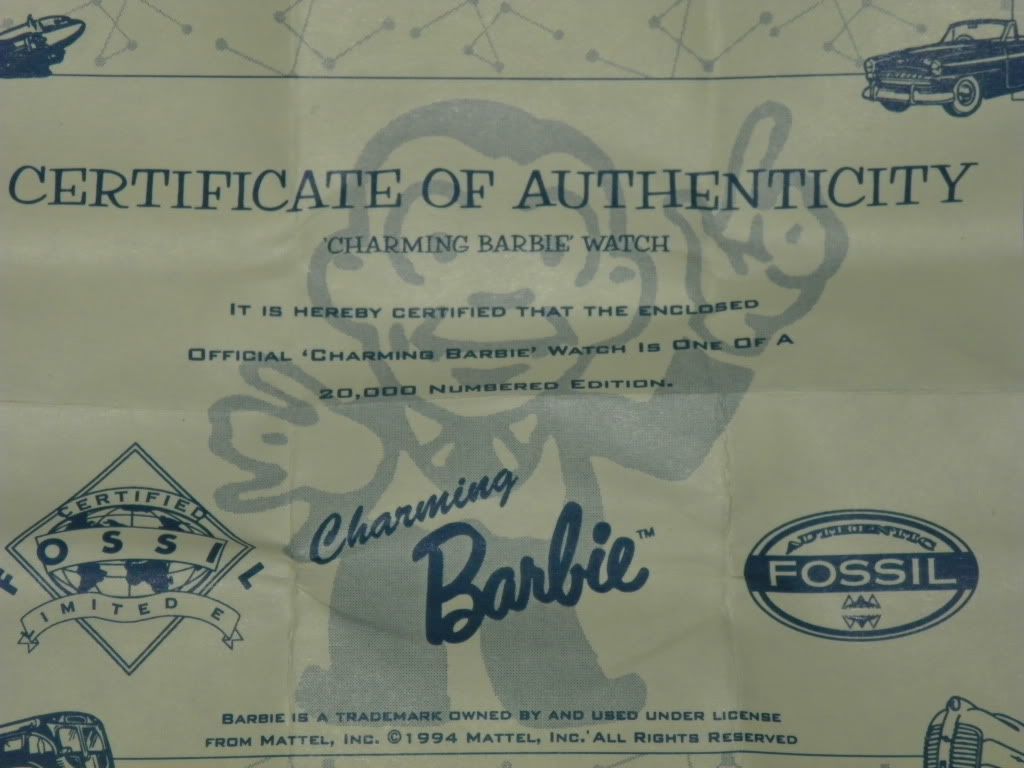 CERTIFICATE OF AUTHENTICITY
'CHARMING BARBIE' WATCH
IT IS HEREBY CERTIFIED THAT THE ENCLOSED
OFFICIAL 'CHARMING BARBIE' WATCH IS ONE OF A
20,000 NUMBERED EDITION.
CERTIFIED
FOSSIL
LIMITED E
Charming
Barbie™
AUTHENTIC
FOSSIL
BARBIE IS A TRADEMARK OWNED BY AND USED UNDER LICENSE
FROM MATTEL, INC. ©1994 MATTEL, INC. ALL RIGHTS RESERVED